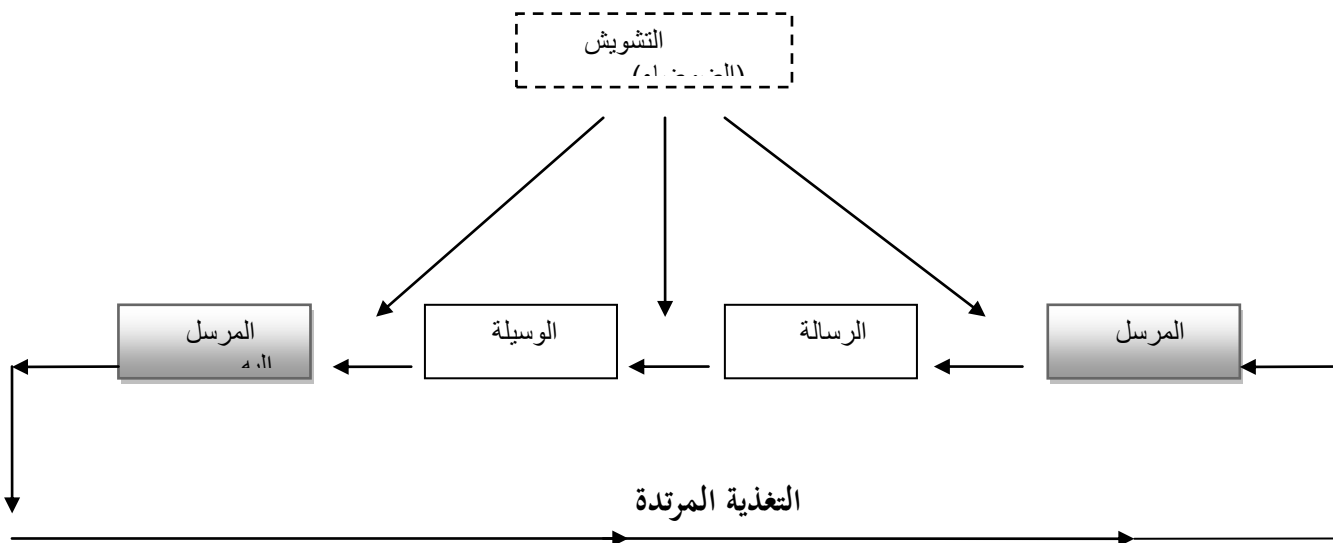 التشويش
المرسل
الرسالة
الوسيلة
المرسل
التغذية المرتدة